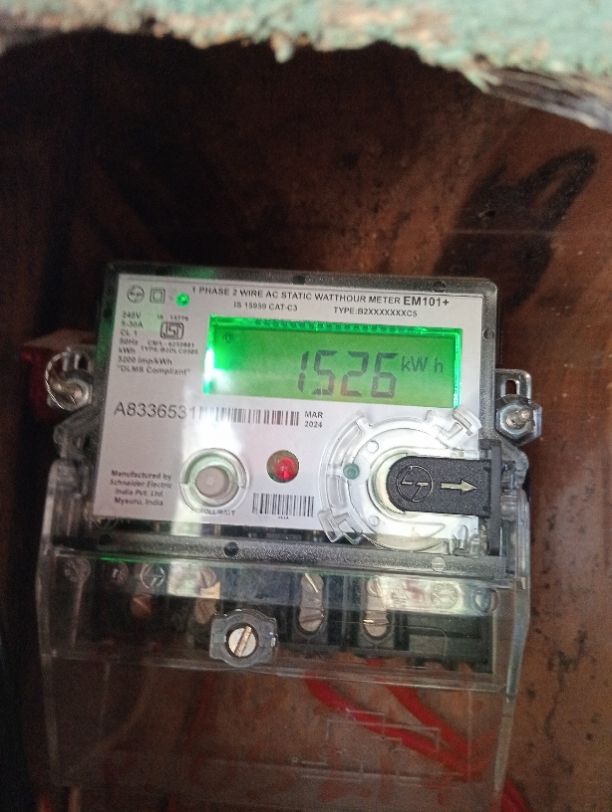 1 PHASE 2 WIRE AC STATIC WATTHOUR METER EM101+
IS 15959 CAT-C3 TYPE:B2XXXXXXXC5
240V
5-30A
CL 1
50Hz
kWh
3200 imp/kWh
"DLMS Compliant"
ISI
1526 kWh
A8336531
MAR
2024
Manufactured by
Schneider Electric
India Pvt. Ltd.
Mysuru, India